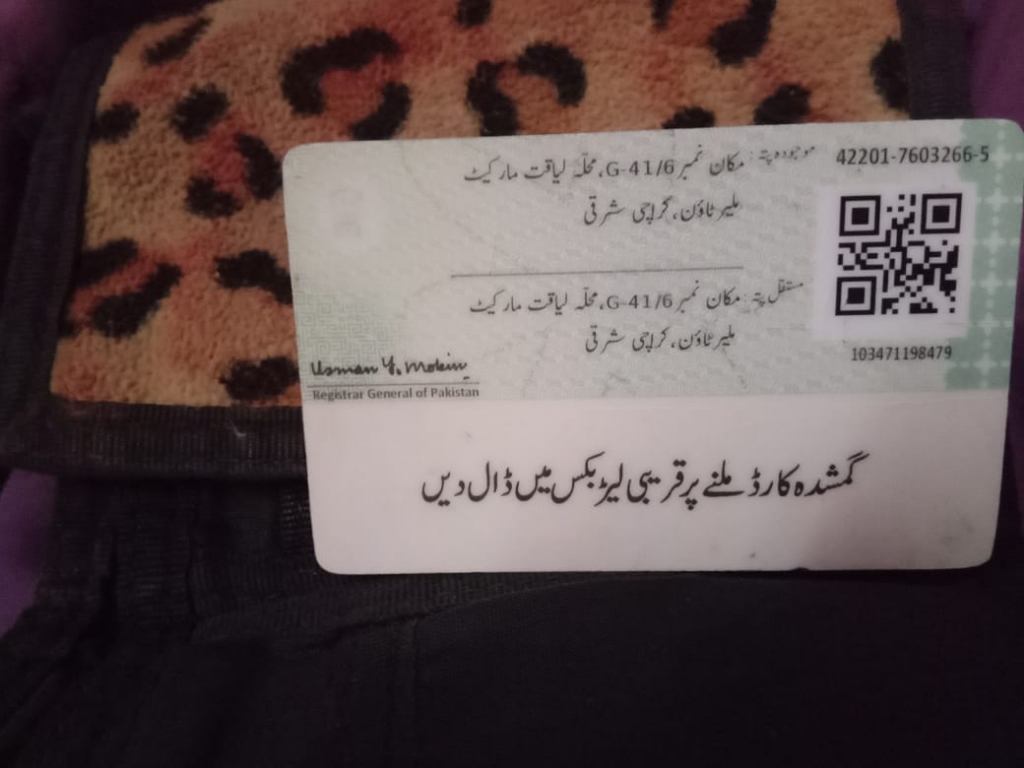 موجودہ پتہ: مکان نمبر G-41/6، محلّہ لیاقت مارکیٹ
ملیر ٹاؤن، کراچی شرقی
42201-7603266-5
مستقل پتہ: مکان نمبر G-41/6، محلّہ لیاقت مارکیٹ
ملیر ٹاؤن، کراچی شرقی
103471198479
Usman Y. Mobin
Registrar General of Pakistan
گمشدہ کارڈ ملنے پر قریبی لیٹر بکس میں ڈال دیں